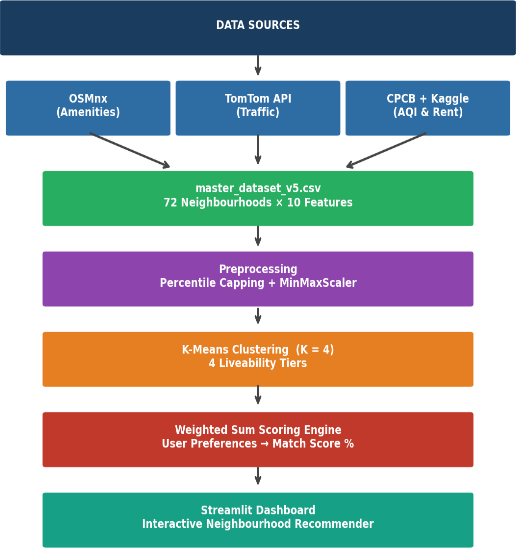 DATA SOURCES
OSMnx
(Amenities)
TomTom API
(Traffic)
CPCB + Kaggle
(AQI & Rent)
master_dataset_v5.csv
72 Neighbourhoods × 10 Features
Preprocessing
Percentile Capping + MinMaxScaler
K-Means Clustering  (K = 4)
4 Liveability Tiers
Weighted Sum Scoring Engine
User Preferences → Match Score %
Streamlit Dashboard
Interactive Neighbourhood Recommender